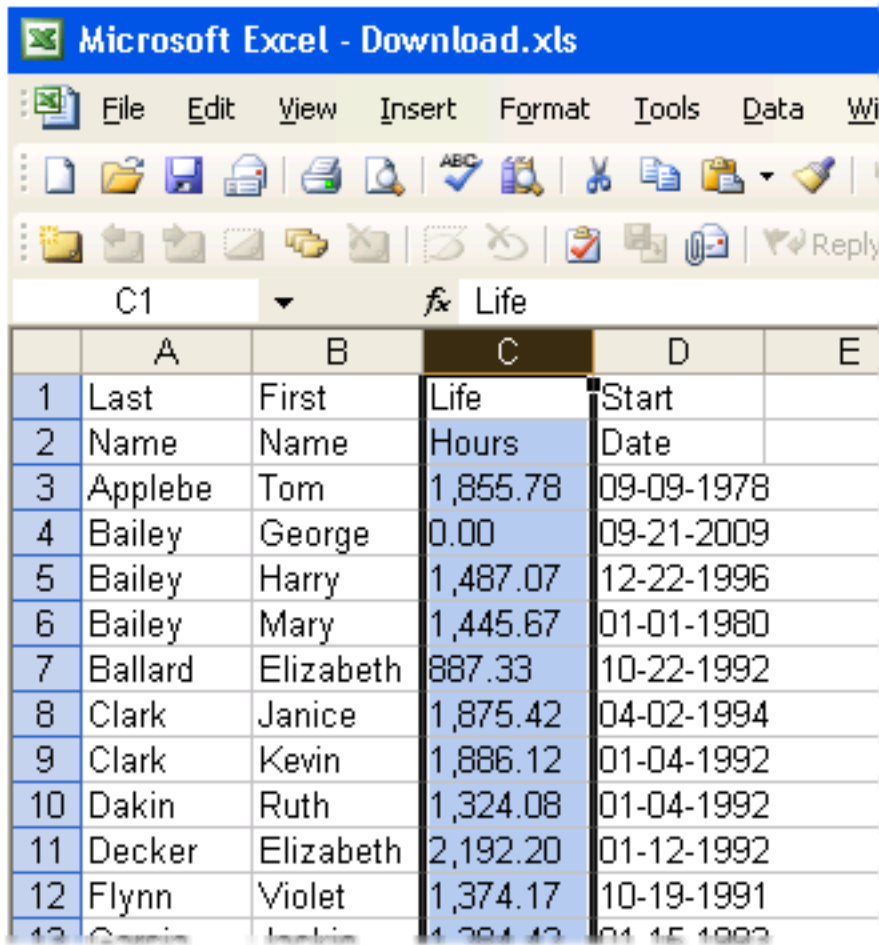 Microsoft Excel - Download.xls
File Edit View Insert Format Tools Data Wi
ABC
Reply
C1 fx Life
A B C D E
1 Last First Life Start
2 Name Name Hours Date
3 Applebe Tom 1,855.78 09-09-1978
4 Bailey George 0.00 09-21-2009
5 Bailey Harry 1,487.07 12-22-1996
6 Bailey Mary 1,445.67 01-01-1980
7 Ballard Elizabeth 887.33 10-22-1992
8 Clark Janice 1,875.42 04-02-1994
9 Clark Kevin 1,886.12 01-04-1992
10 Dakin Ruth 1,324.08 01-04-1992
11 Decker Elizabeth 2,192.20 01-12-1992
12 Flynn Violet 1,374.17 10-19-1991